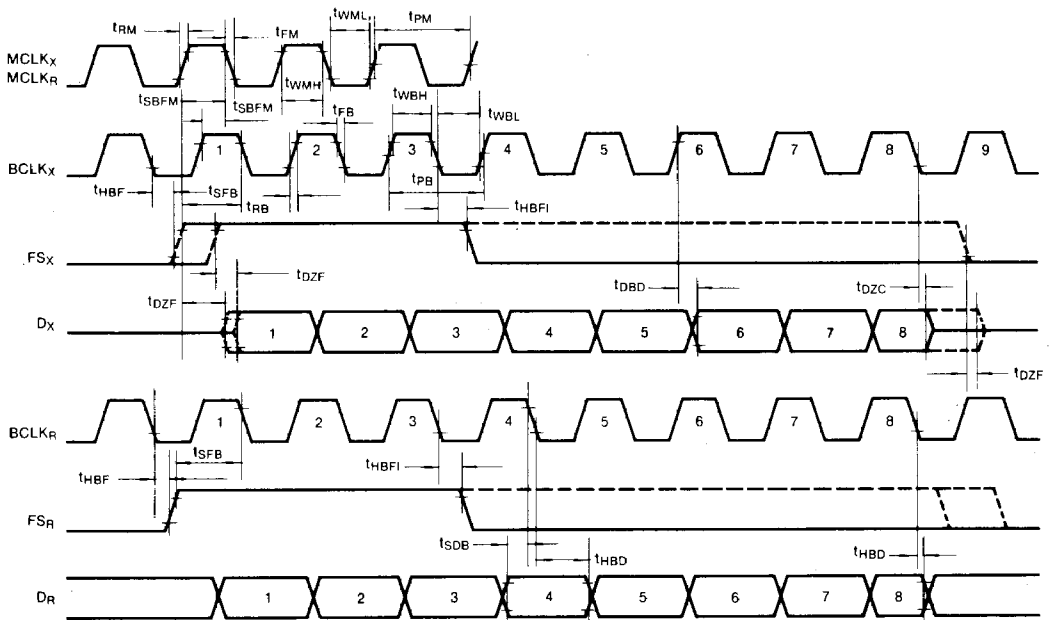 tRM tFM tWML tPM
MCLKX
MCLKR
tWMH
tSBFM tSBFM tFB tWBH tWBL
BCLKX 1 2 3 4 5 6 7 8 9
tHBF tSFB tRB tPB tHBFI
FSX
tDZF tDZF tDBD tDZC
DX 1 2 3 4 5 6 7 8
tDZF
BCLKR 1 2 3 4 5 6 7 8
tHBF tSFB tHBFI
FSR
tSDB tHBD tHBD
DR 1 2 3 4 5 6 7 8